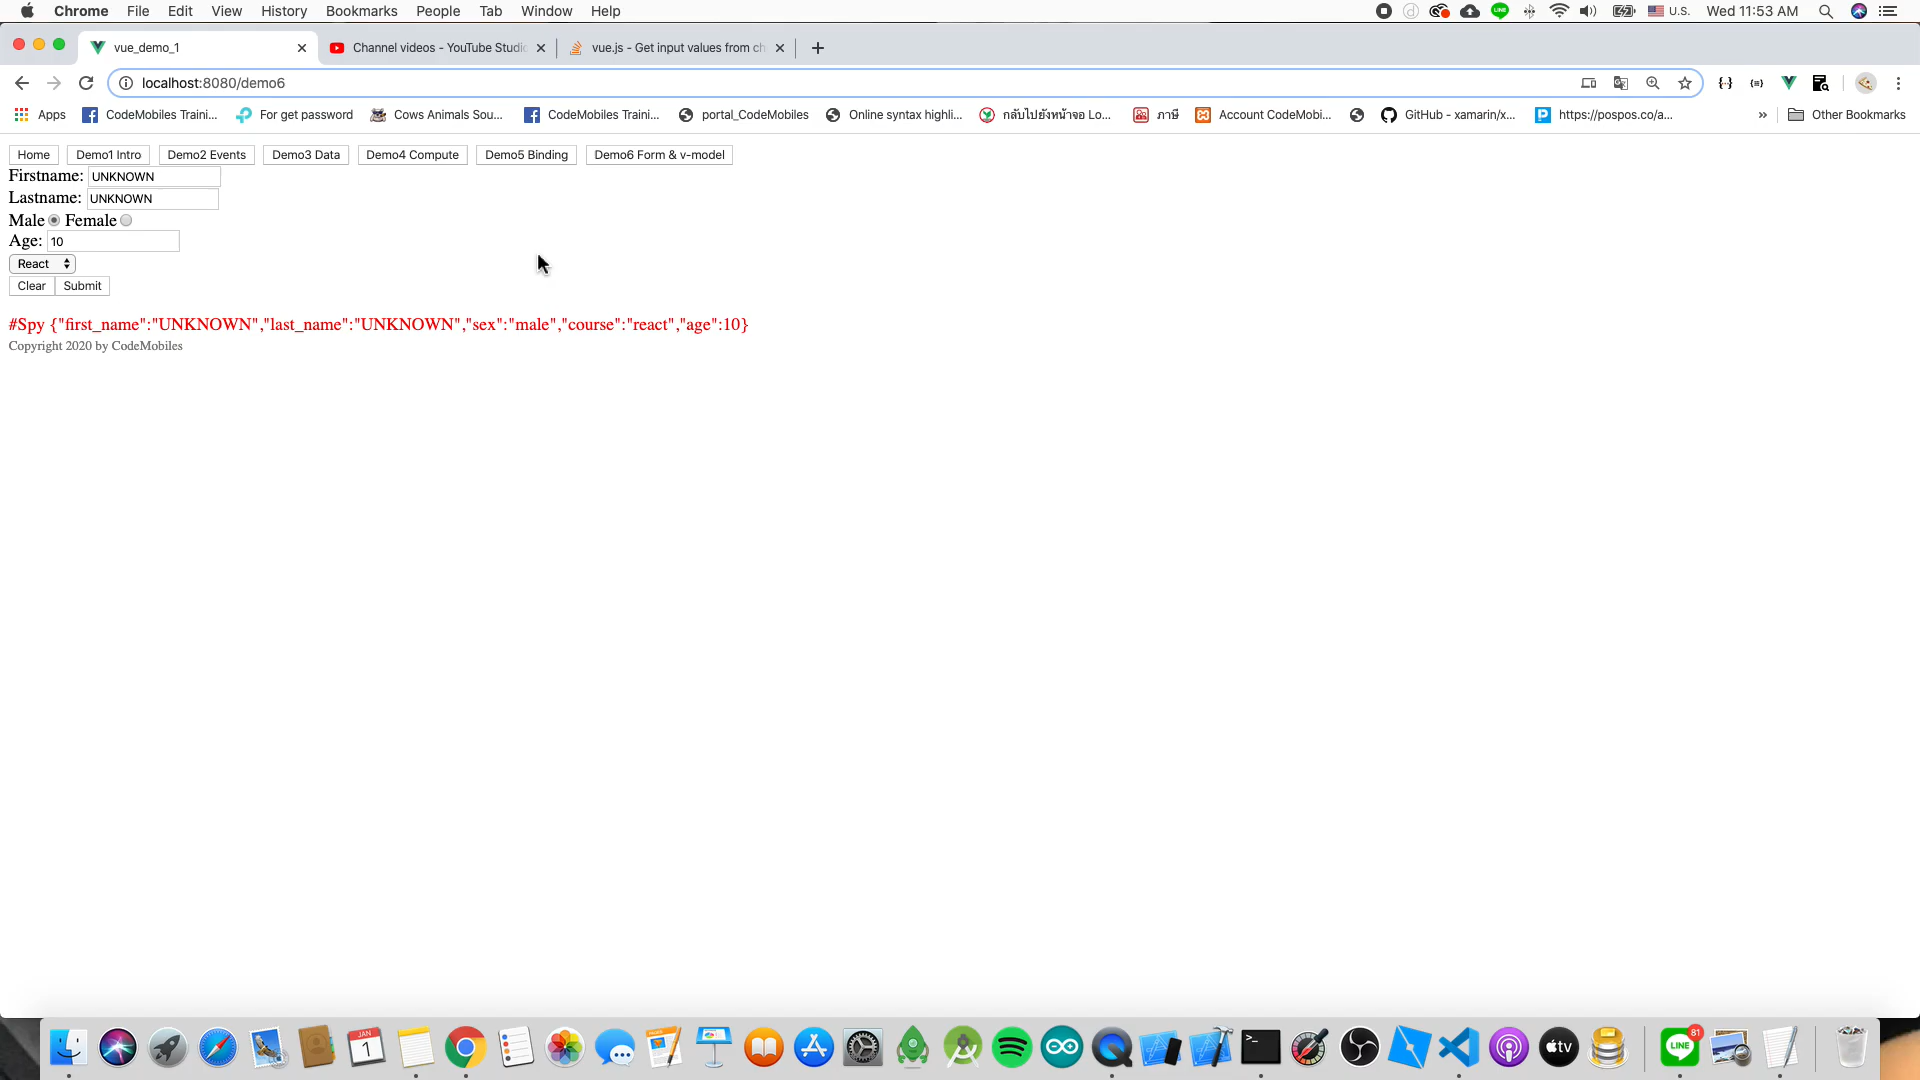 Chrome File Edit View History Bookmarks People Tab Window Help U.S. Wed 11:53 AM
vue_demo_1 Channel videos - YouTube Studio vue.js - Get input values from ch
localhost:8080/demo6
Apps CodeMobiles Traini... For get password Cows Animals Sou... CodeMobiles Traini... portal_CodeMobiles Online syntax highli... กลับไปยังหน้าจอ Lo... ภาษี Account CodeMobi... GitHub - xamarin/x... https://pospos.co/a... » Other Bookmarks
Home Demo1 Intro Demo2 Events Demo3 Data Demo4 Compute Demo5 Binding Demo6 Form & v-model
Firstname: UNKNOWN
Lastname: UNKNOWN
Male Female
Age: 10
React
Clear Submit
#Spy {"first_name":"UNKNOWN","last_name":"UNKNOWN","sex":"male","course":"react","age":10}
Copyright 2020 by CodeMobiles
JAN
1
tv
LINE
81